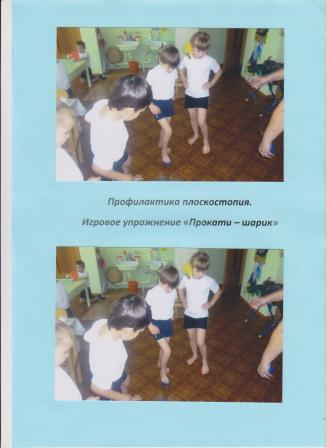 Профилактика плоскостопия.
Игровое упражнение «Прокати – шарик»